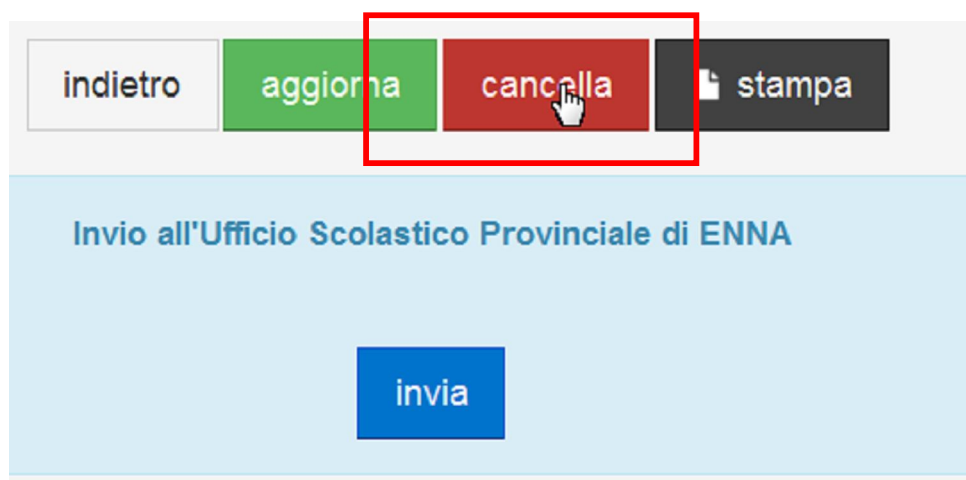 indietro aggiorna cancella stampa
Invio all'Ufficio Scolastico Provinciale di ENNA
invia